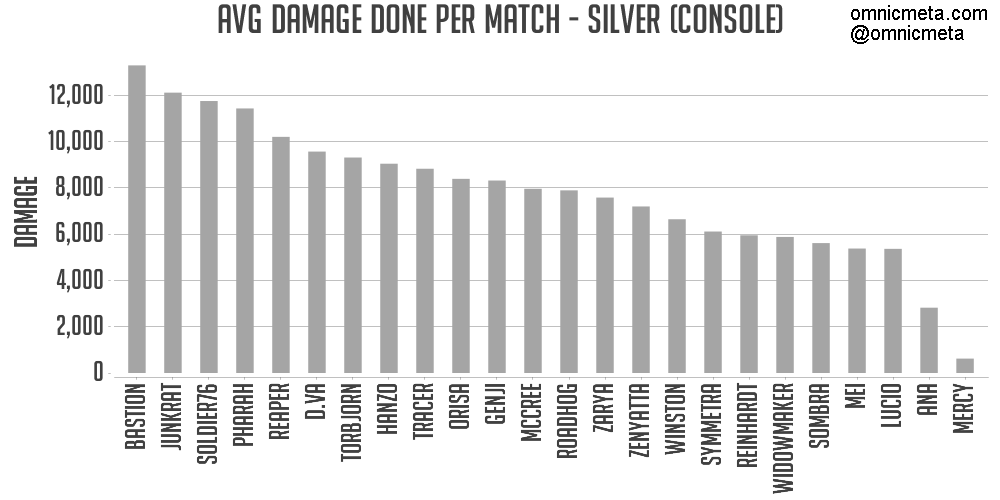 AVG DAMAGE DONE PER MATCH - SILVER (CONSOLE)
omnicmeta.com
@omnicmeta
DAMAGE
12,000
10,000
8,000
6,000
4,000
2,000
0
BASTION
JUNKRAT
SOLDIER76
PHARAH
REAPER
D.VA
TORBJORN
HANZO
TRACER
ORISA
GENJI
MCCREE
ROADHOG
ZARYA
ZENYATTA
WINSTON
SYMMETRA
REINHARDT
WIDOWMAKER
SOMBRA
MEI
LUCIO
ANA
MERCY